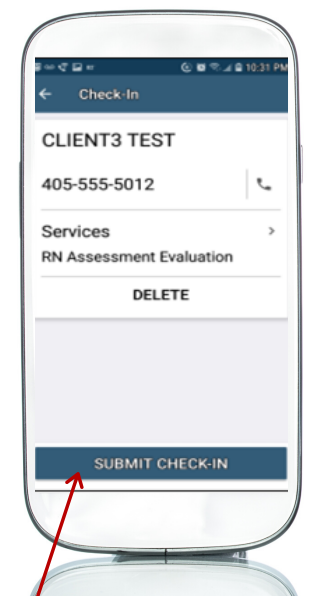 10:31 PM
Check-In
CLIENT3 TEST
405-555-5012
Services
RN Assessment Evaluation
DELETE
SUBMIT CHECK-IN